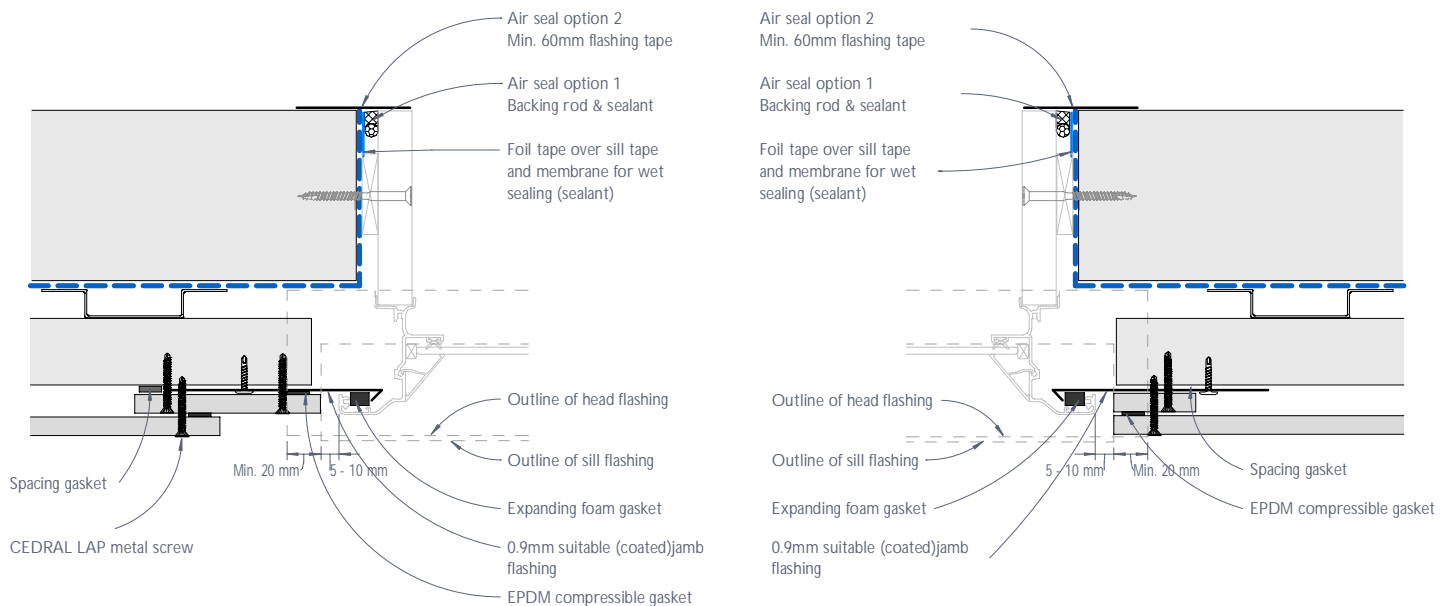 Air seal option 2
Min. 60mm flashing tape
Air seal option 1
Backing rod & sealant
Foil tape over sill tape
and membrane for wet
sealing (sealant)
Outline of head flashing
Outline of sill flashing
Min. 20 mm
5 - 10 mm
Spacing gasket
CEDRAL LAP metal screw
Expanding foam gasket
0.9mm suitable (coated)jamb
flashing
EPDM compressible gasket
Air seal option 2
Min. 60mm flashing tape
Air seal option 1
Backing rod & sealant
Foil tape over sill tape
and membrane for wet
sealing (sealant)
Outline of head flashing
Outline of sill flashing
5 - 10 mm
Min. 20 mm
Spacing gasket
Expanding foam gasket
EPDM compressible gasket
0.9mm suitable (coated)jamb
flashing